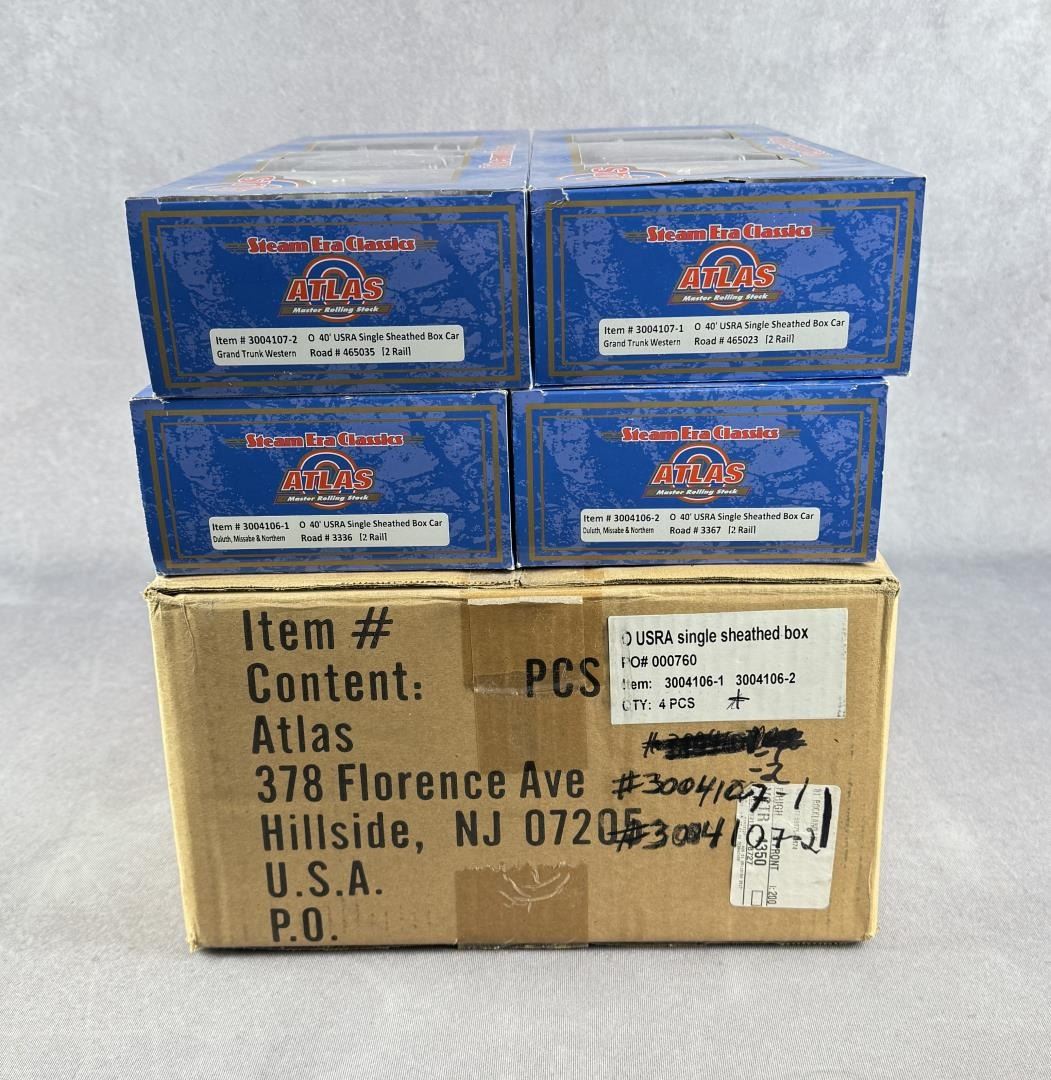 Steam Era Classics
ATLAS
Master Rolling Stock
Item # 3004107-2 O 40' USRA Single Sheathed Box Car
Grand Trunk Western Road # 465035 [2 Rail]
Steam Era Classics
ATLAS
Master Rolling Stock
Item # 3004107-1 O 40' USRA Single Sheathed Box Car
Grand Trunk Western Road # 465023 [2 Rail]
Steam Era Classics
ATLAS
Master Rolling Stock
Item # 3004106-1 O 40' USRA Single Sheathed Box Car
Duluth, Missabe & Northern Road # 3336 [2 Rail]
Steam Era Classics
ATLAS
Master Rolling Stock
Item # 3004106-2 O 40' USRA Single Sheathed Box Car
Duluth, Missabe & Northern Road # 3367 [2 Rail]
Item #
Content: PCS
Atlas
378 Florence Ave
Hillside, NJ 07205
U.S.A.
P.O.
O USRA single sheathed box
PO# 000760
Item: 3004106-1 3004106-2
QTY: 4 PCS
-2
#3004107-1
#3004107-2